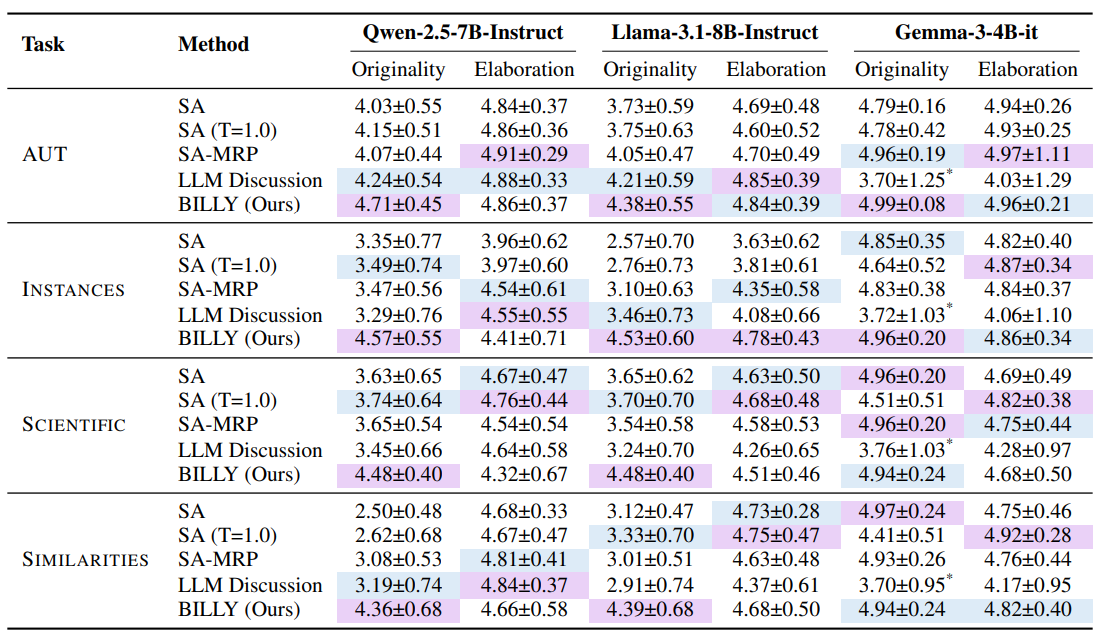 Task Method Qwen-2.5-7B-Instruct Llama-3.1-8B-Instruct Gemma-3-4B-it
Originality Elaboration Originality Elaboration Originality Elaboration
SA 4.03±0.55 4.84±0.37 3.73±0.59 4.69±0.48 4.79±0.16 4.94±0.26
SA (T=1.0) 4.15±0.51 4.86±0.36 3.75±0.63 4.60±0.52 4.78±0.42 4.93±0.25
AUT SA-MRP 4.07±0.44 4.91±0.29 4.05±0.47 4.70±0.49 4.96±0.19 4.97±1.11
LLM Discussion 4.24±0.54 4.88±0.33 4.21±0.59 4.85±0.39 3.70±1.25* 4.03±1.29
BILLY (Ours) 4.71±0.45 4.86±0.37 4.38±0.55 4.84±0.39 4.99±0.08 4.96±0.21
SA 3.35±0.77 3.96±0.62 2.57±0.70 3.63±0.62 4.85±0.35 4.82±0.40
SA (T=1.0) 3.49±0.74 3.97±0.60 2.76±0.73 3.81±0.61 4.64±0.52 4.87±0.34
INSTANCES SA-MRP 3.47±0.56 4.54±0.61 3.10±0.63 4.35±0.58 4.83±0.38 4.84±0.37
LLM Discussion 3.29±0.76 4.55±0.55 3.46±0.73 4.08±0.66 3.72±1.03* 4.06±1.10
BILLY (Ours) 4.57±0.55 4.41±0.71 4.53±0.60 4.78±0.43 4.96±0.20 4.86±0.34
SA 3.63±0.65 4.67±0.47 3.65±0.62 4.63±0.50 4.96±0.20 4.69±0.49
SA (T=1.0) 3.74±0.64 4.76±0.44 3.70±0.70 4.68±0.48 4.51±0.51 4.82±0.38
SCIENTIFIC SA-MRP 3.65±0.54 4.54±0.54 3.54±0.58 4.58±0.53 4.96±0.20 4.75±0.44
LLM Discussion 3.45±0.66 4.64±0.58 3.24±0.70 4.26±0.65 3.76±1.03* 4.28±0.97
BILLY (Ours) 4.48±0.40 4.32±0.67 4.48±0.40 4.51±0.46 4.94±0.24 4.68±0.50
SA 2.50±0.48 4.68±0.33 3.12±0.47 4.73±0.28 4.97±0.24 4.75±0.46
SA (T=1.0) 2.62±0.68 4.67±0.47 3.33±0.70 4.75±0.47 4.41±0.51 4.92±0.28
SIMILARITIES SA-MRP 3.08±0.53 4.81±0.41 3.01±0.51 4.63±0.48 4.93±0.26 4.76±0.44
LLM Discussion 3.19±0.74 4.84±0.37 2.91±0.74 4.37±0.61 3.70±0.95* 4.17±0.95
BILLY (Ours) 4.36±0.68 4.66±0.58 4.39±0.68 4.68±0.50 4.94±0.24 4.82±0.40